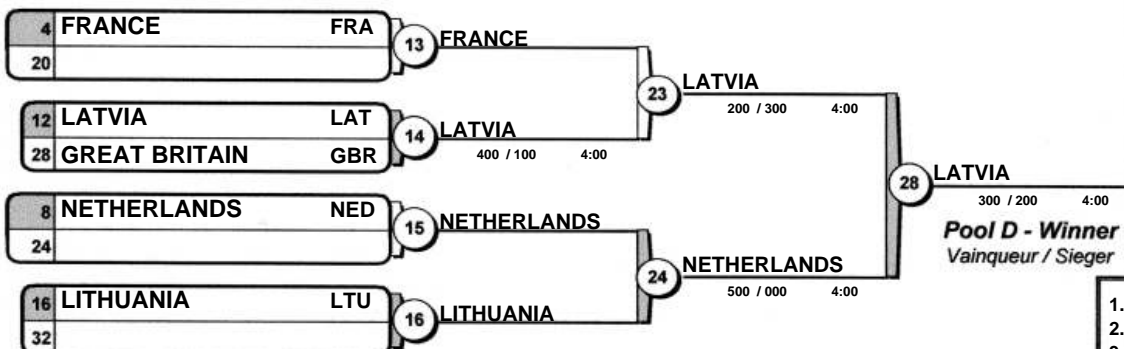 4 FRANCE FRA
20
13 FRANCE
12 LATVIA LAT
28 GREAT BRITAIN GBR
14 LATVIA
400 / 100 4:00
23 LATVIA
200 / 300 4:00
8 NETHERLANDS NED
24
15 NETHERLANDS
16 LITHUANIA LTU
32
16 LITHUANIA
24 NETHERLANDS
500 / 000 4:00
28 LATVIA
300 / 200 4:00
Pool D - Winner
Vainqueur / Sieger
1.
2.